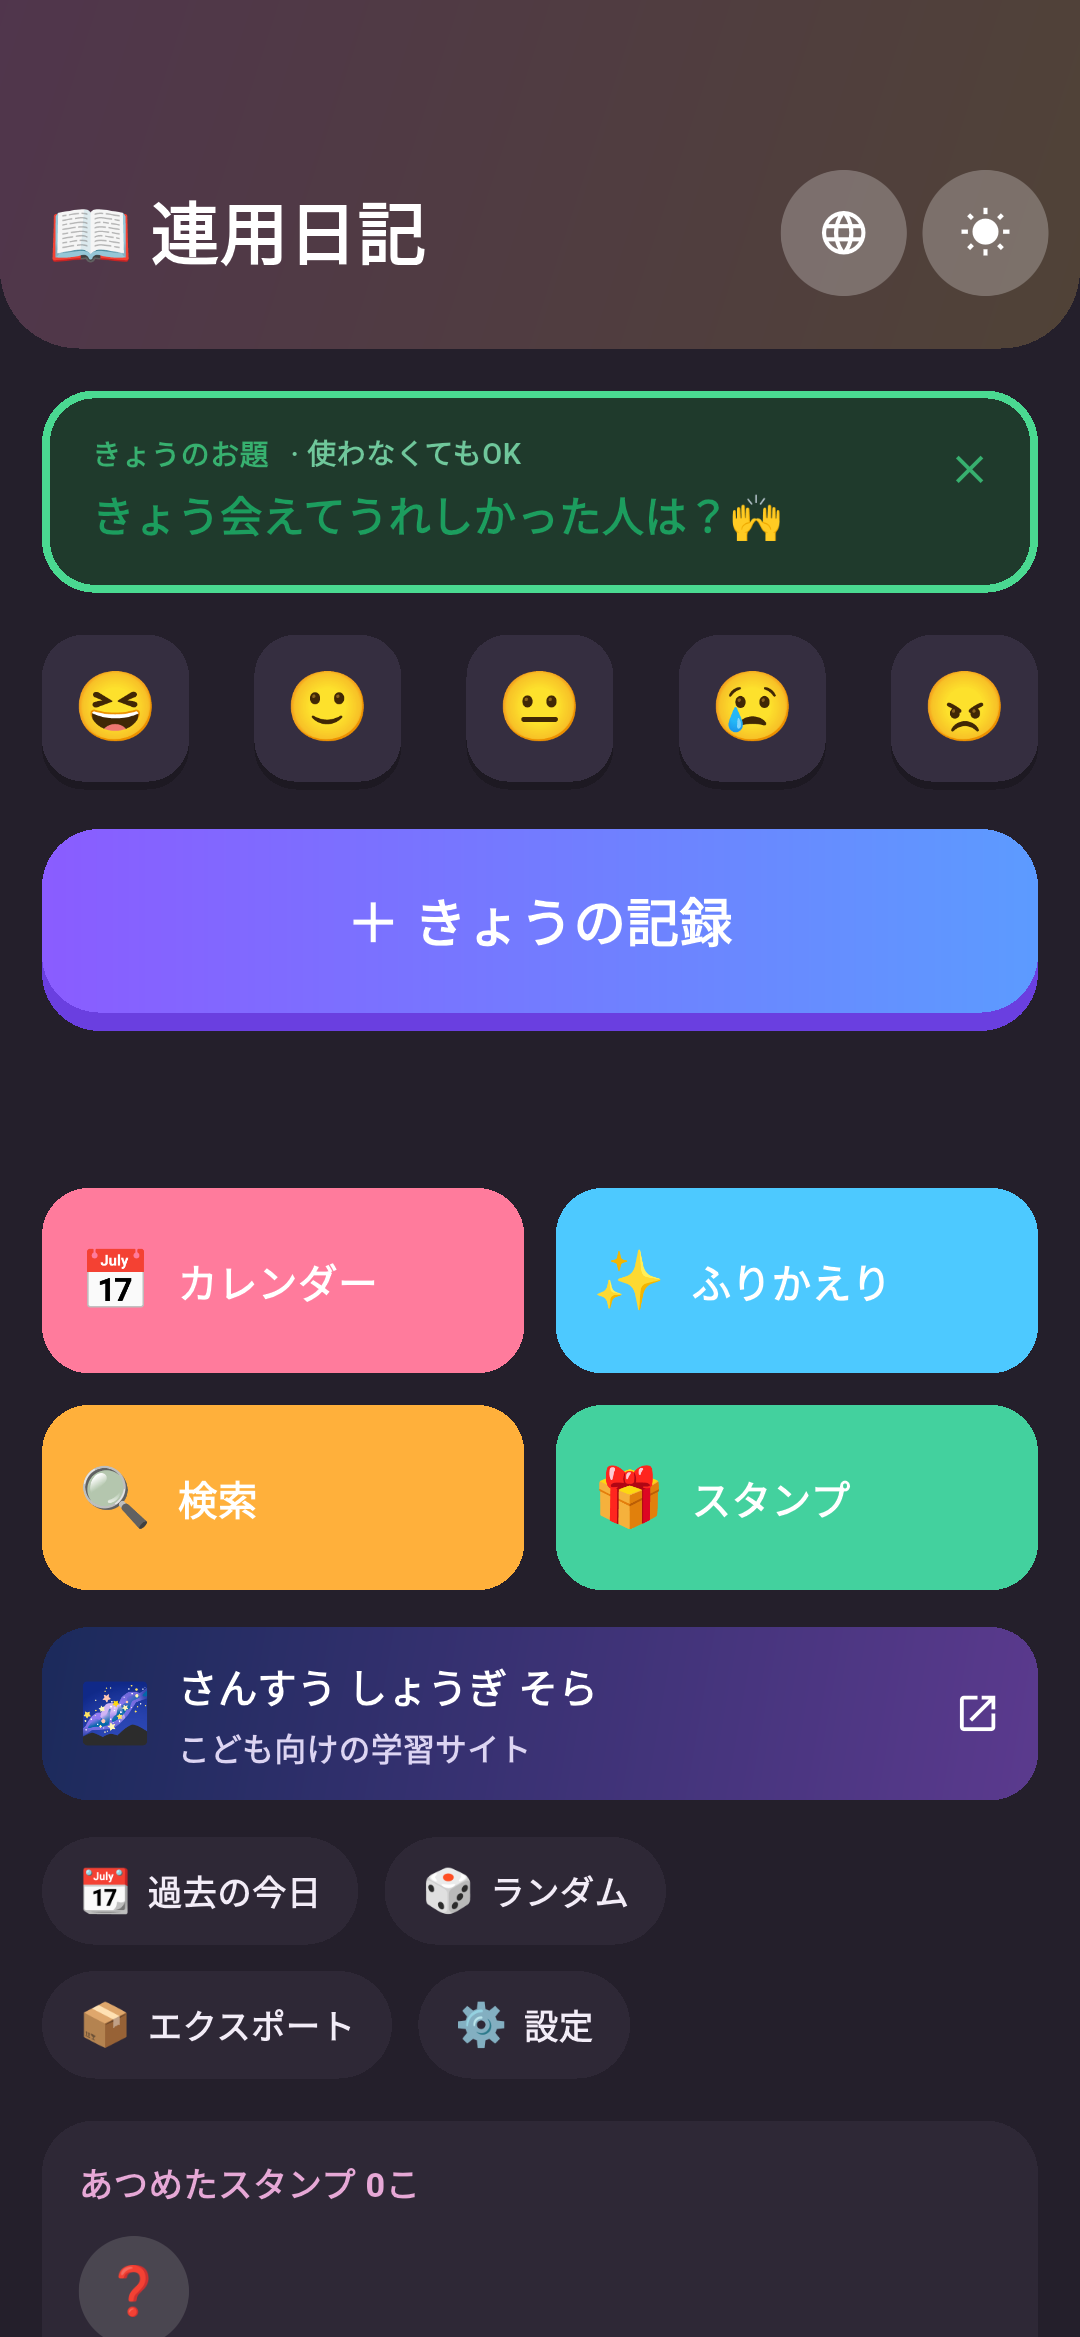 連用日記
きょうのお題 ・使わなくてもOK
きょう会えてうれしかった人は？🙌
＋ きょうの記録
July 17 カレンダー
ふりかえり
検索
スタンプ
さんすう しょうぎ そら
こども向けの学習サイト
July 17 過去の今日
ランダム
エクスポート
設定
あつめたスタンプ 0こ
❓